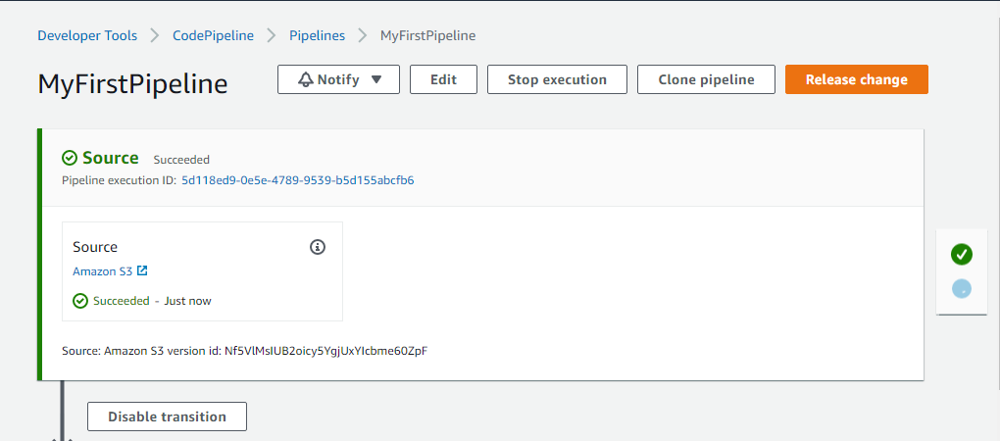 Developer Tools > CodePipeline > Pipelines > MyFirstPipeline
MyFirstPipeline Notify Edit Stop execution Clone pipeline Release change
Source Succeeded
Pipeline execution ID: 5d118ed9-0e5e-4789-9539-b5d155abcfb6
Source
Amazon S3
Succeeded - Just now
Source: Amazon S3 version id: Nf5VlMsIUB2oicy5YgjUxYIcbme60ZpF
Disable transition